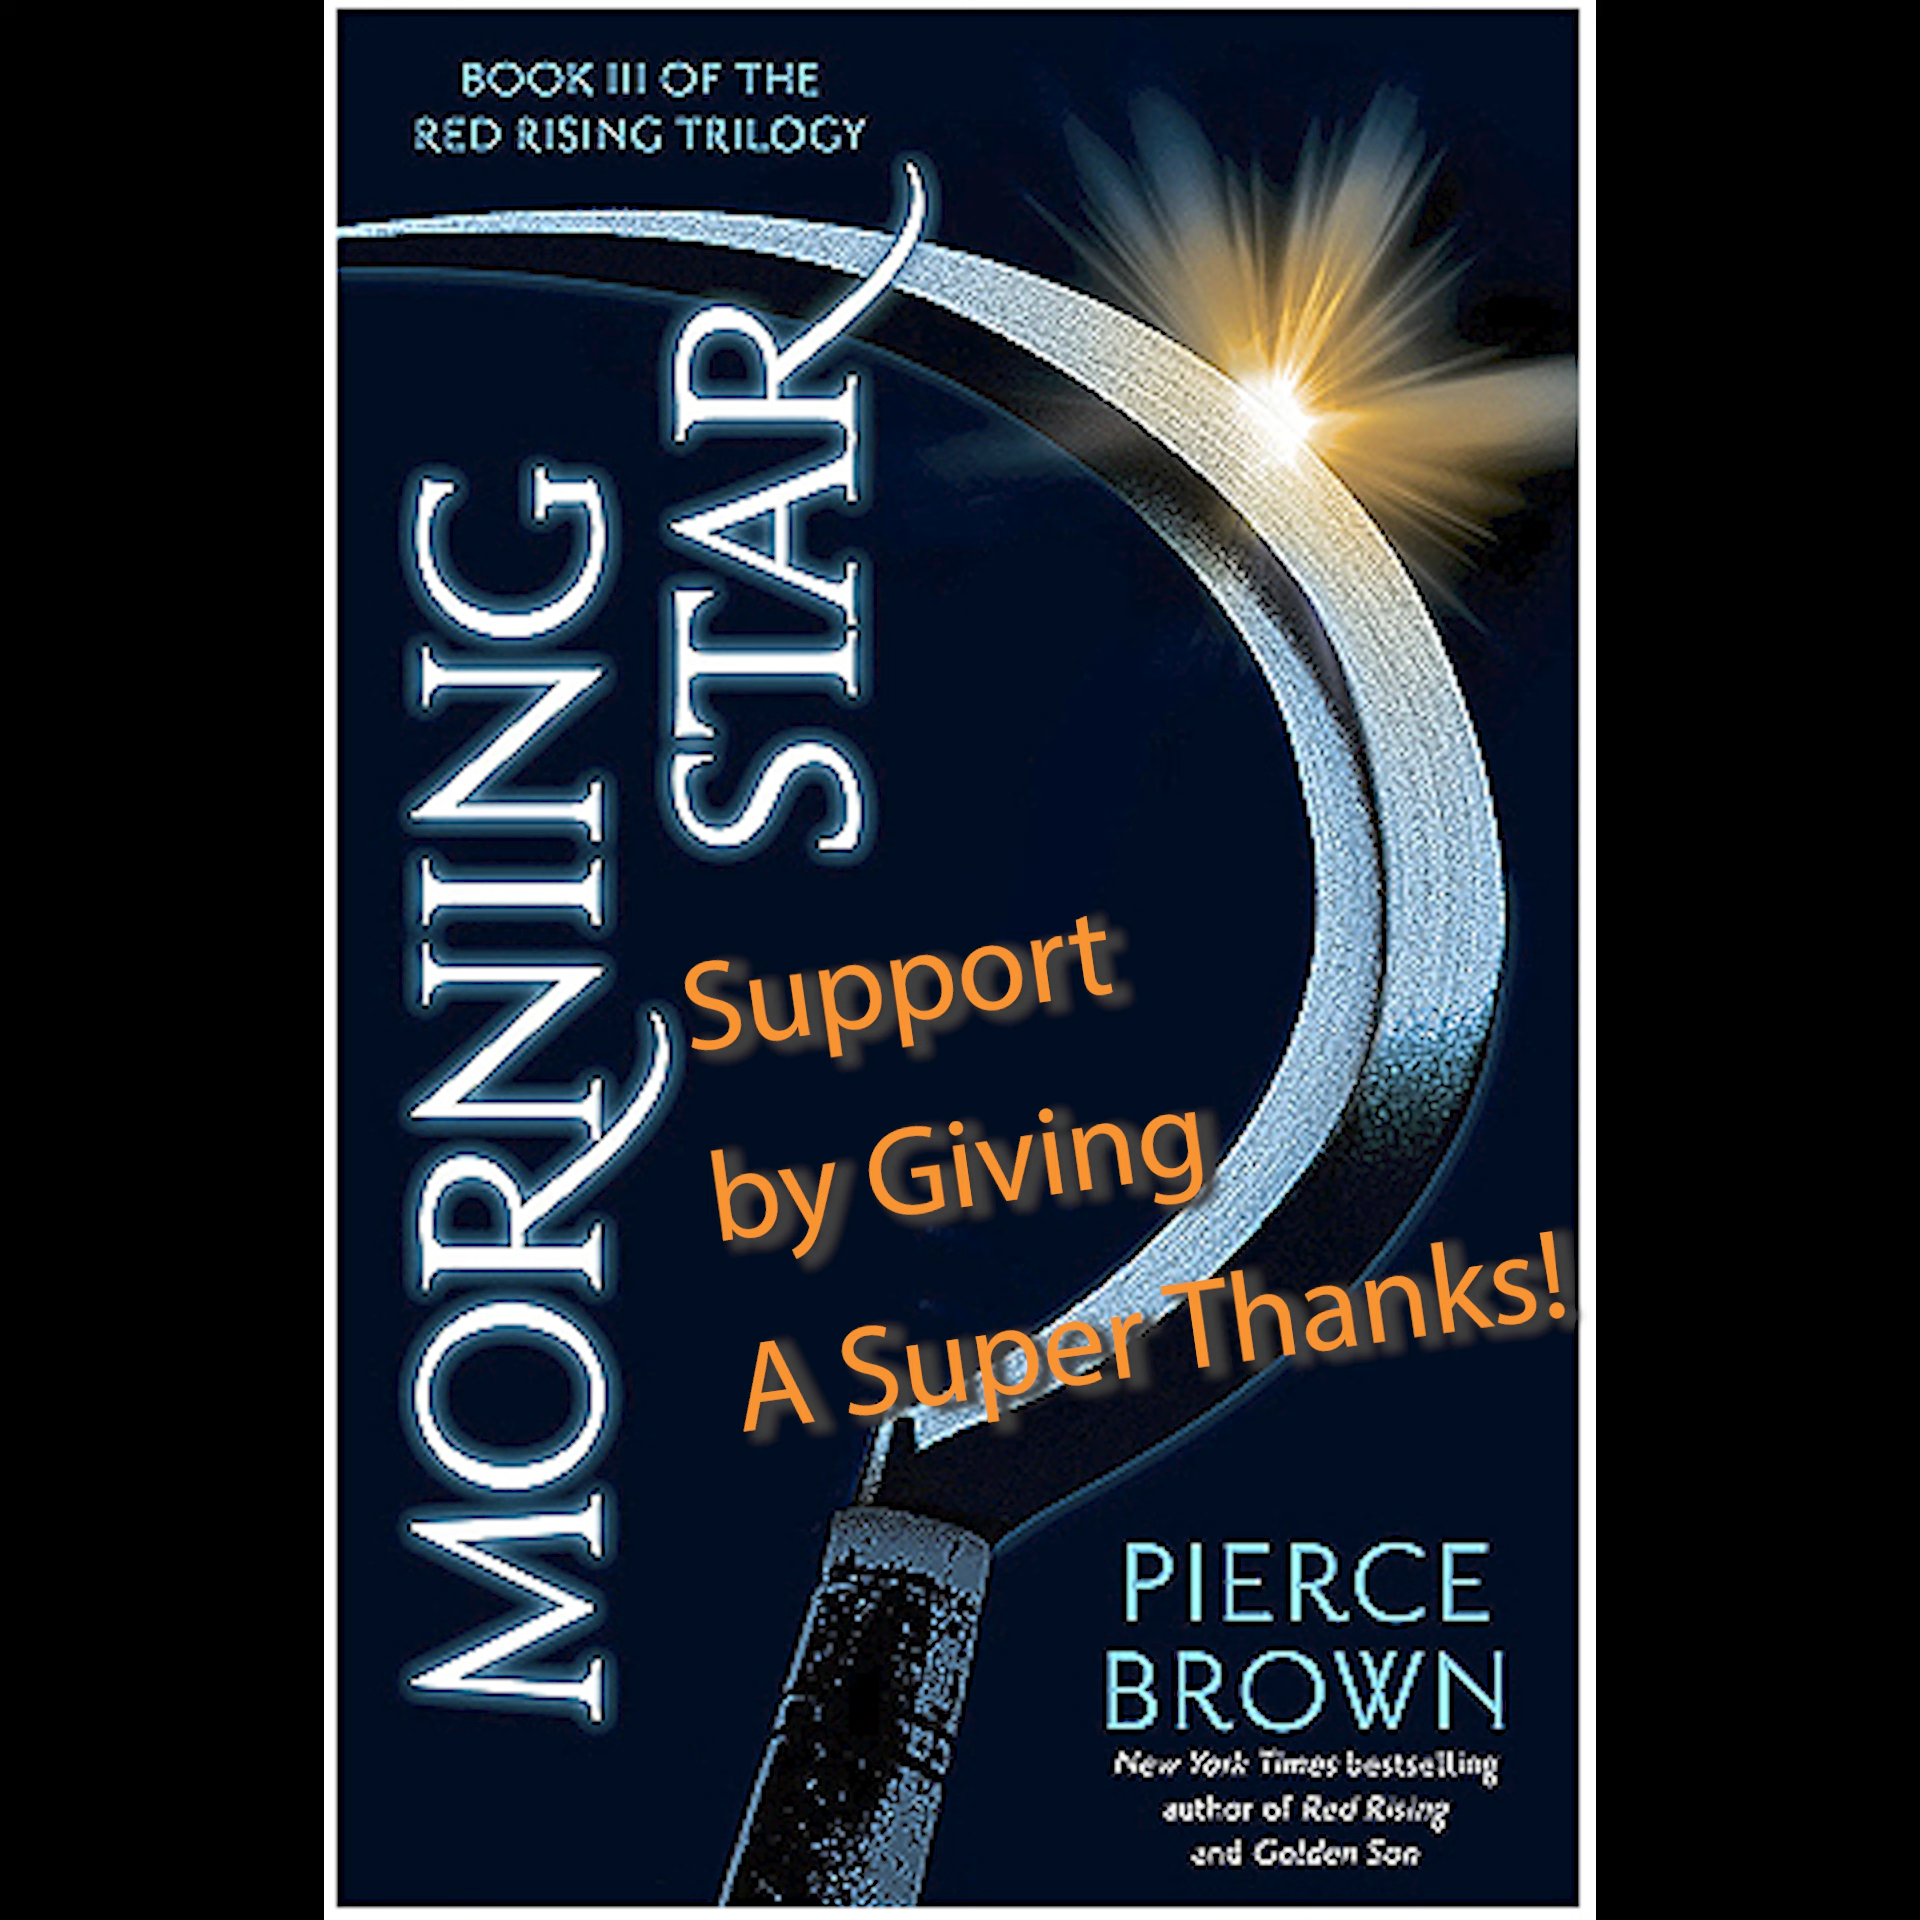 BOOK III OF THE
RED RISING TRILOGY
MORNING
STAR
Support
by Giving
A Super Thanks!
PIERCE
BROWN
New York Times bestselling
author of Red Rising
and Golden Son